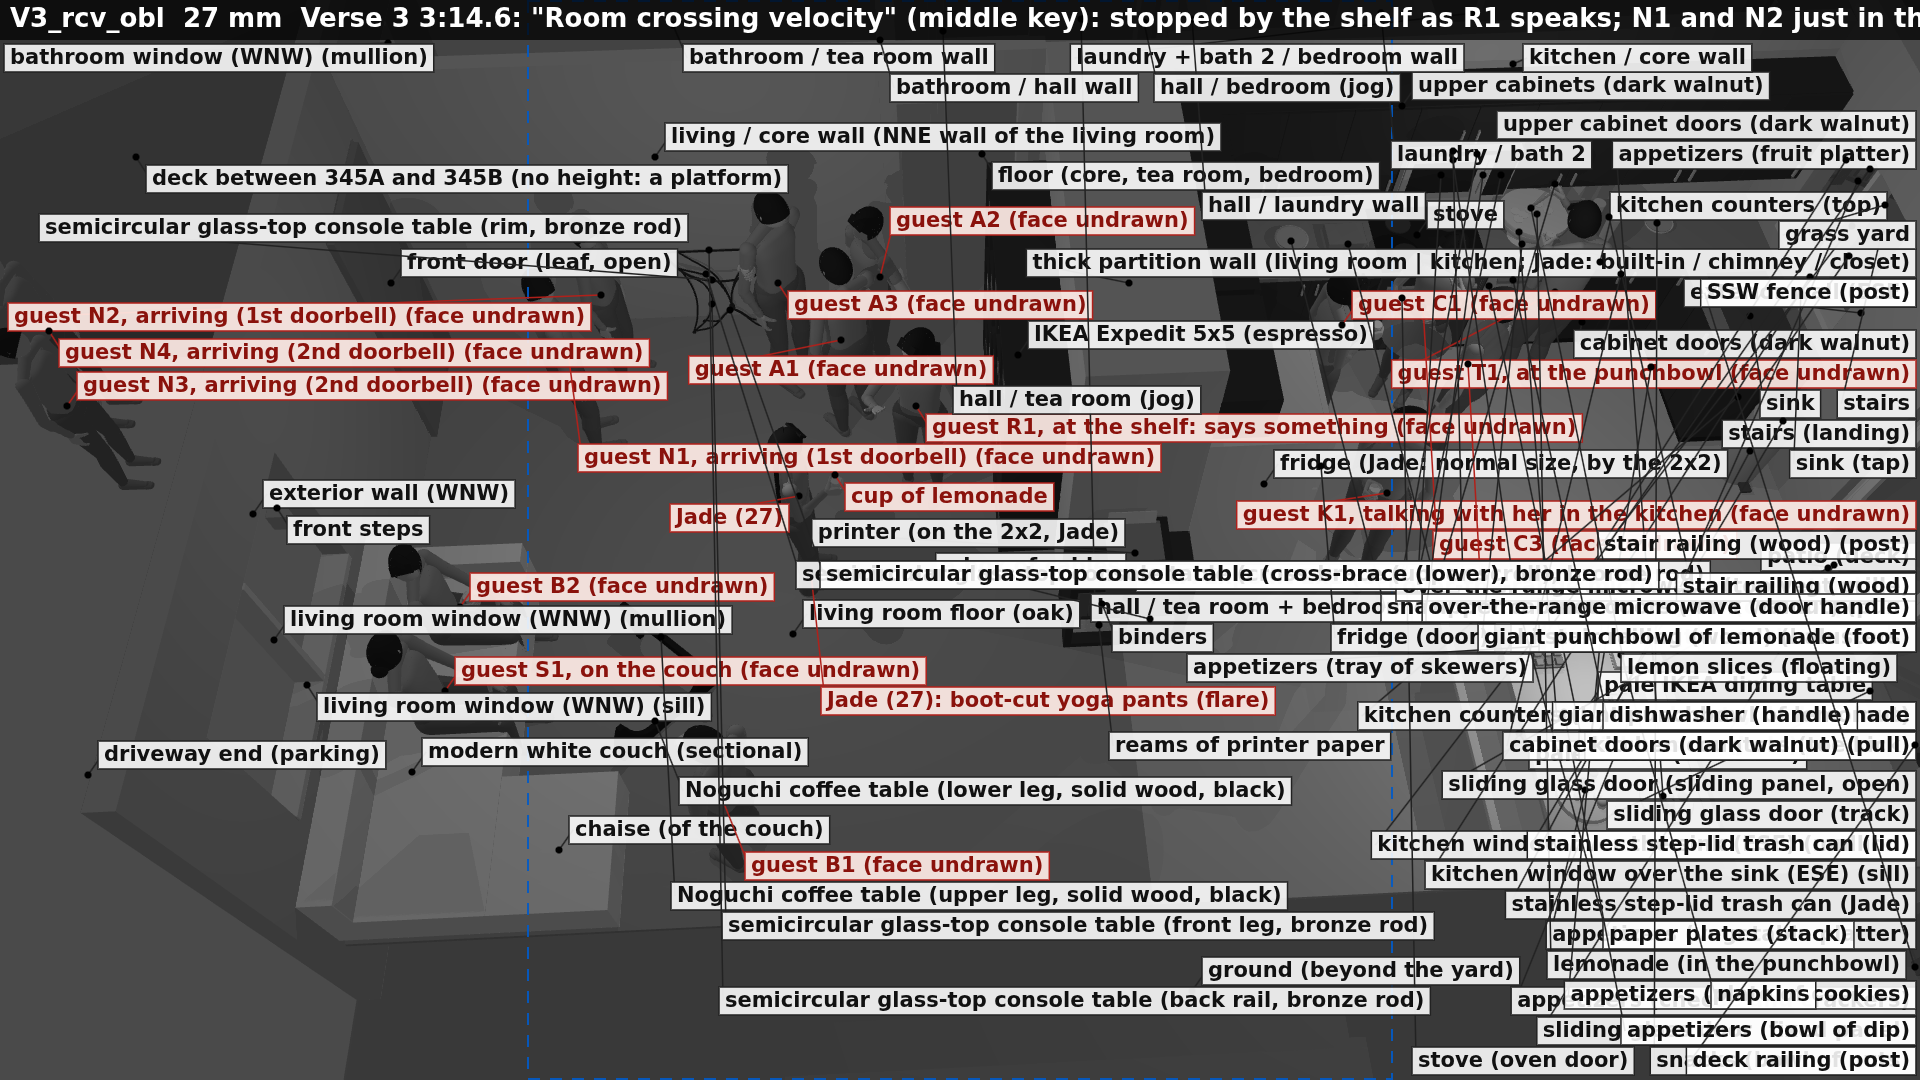 V3_rcv_obl  27 mm  Verse 3 3:14.6: "Room crossing velocity" (middle key): stopped by the shelf as R1 speaks; N1 and N2 just in th
bathroom window (WNW) (mullion)
bathroom / tea room wall
laundry + bath 2 / bedroom wall
kitchen / core wall
bathroom / hall wall
hall / bedroom (jog)
upper cabinets (dark walnut)
upper cabinet doors (dark walnut)
living / core wall (NNE wall of the living room)
laundry / bath 2
appetizers (fruit platter)
deck between 345A and 345B (no height: a platform)
floor (core, tea room, bedroom)
hall / laundry wall
stove
kitchen counters (top)
semicircular glass-top console table (rim, bronze rod)
guest A2 (face undrawn)
grass yard
front door (leaf, open)
thick partition wall (living room | kitchen; Jade: built-in / chimney / closet)
SSW fence (post)
guest N2, arriving (1st doorbell) (face undrawn)
guest A3 (face undrawn)
guest C1 (face undrawn)
IKEA Expedit 5x5 (espresso)
cabinet doors (dark walnut)
guest N4, arriving (2nd doorbell) (face undrawn)
guest A1 (face undrawn)
guest T1, at the punchbowl (face undrawn)
guest N3, arriving (2nd doorbell) (face undrawn)
hall / tea room (jog)
sink
stairs
guest R1, at the shelf: says something (face undrawn)
stairs (landing)
guest N1, arriving (1st doorbell) (face undrawn)
fridge (Jade: normal size, by the 2x2)
sink (tap)
exterior wall (WNW)
cup of lemonade
Jade (27)
guest K1, talking with her in the kitchen (face undrawn)
front steps
printer (on the 2x2, Jade)
guest C3 (fac
stair railing (wood) (post)
semicircular glass-top console table (cross-brace (lower), bronze rod)
guest B2 (face undrawn)
stair railing (wood)
living room window (WNW) (mullion)
living room floor (oak)
hall / tea room + bedroo
over-the-range microwave (door handle)
binders
fridge (door
giant punchbowl of lemonade (foot)
guest S1, on the couch (face undrawn)
appetizers (tray of skewers)
lemon slices (floating)
pale IKEA dining table
Jade (27): boot-cut yoga pants (flare)
living room window (WNW) (sill)
kitchen counter
dishwasher (handle)
driveway end (parking)
modern white couch (sectional)
reams of printer paper
cabinet doors (dark walnut) (pull)
Noguchi coffee table (lower leg, solid wood, black)
sliding glass door (sliding panel, open)
sliding glass door (track)
chaise (of the couch)
kitchen wind
stainless step-lid trash can (lid)
guest B1 (face undrawn)
kitchen window over the sink (ESE) (sill)
Noguchi coffee table (upper leg, solid wood, black)
stainless step-lid trash can (Jade)
semicircular glass-top console table (front leg, bronze rod)
paper plates (stack)
ground (beyond the yard)
lemonade (in the punchbowl)
semicircular glass-top console table (back rail, bronze rod)
appetizers (
napkins
cookies)
sliding
appetizers (bowl of dip)
stove (oven door)
deck railing (post)